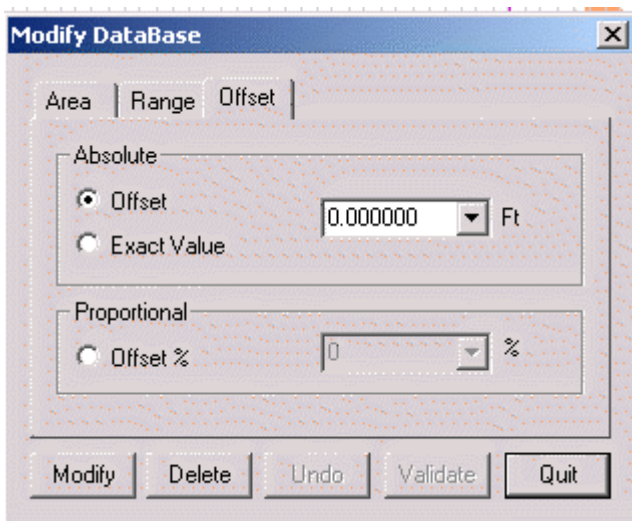 Modify DataBase
Area Range Offset
Absolute
Offset
0.000000 Ft
Exact Value
Proportional
Offset % 0 %
Modify Delete Undo Validate Quit